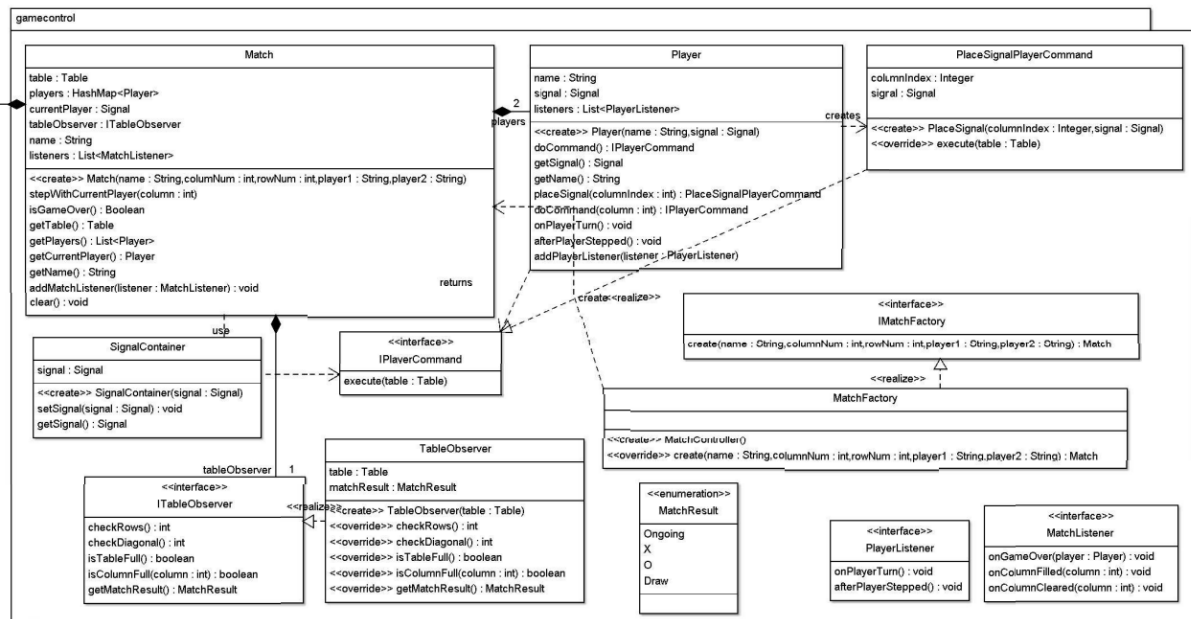 gamecontrol
Match
table : Table
players : HashMap<Player>
currentPlayer : Signal
tableObserver : ITableObserver
name : String
listeners : List<MatchListener>
<<create>> Match(name : String,columNum : int,rowNum : int,player1 : String,player2 : String)
stepWithCurrentPlayer(column : int)
isGameOver() : Boolean
getTable() : Table
getPlayers() : List<Player>
getCurrentPlayer() : Player
getName() : String
addMatchListener(listener : MatchListener) : void
clear() : void
2
players
Player
name : String
signal : Signal
listeners : List<PlayerListener>
<<create>> Player(name : String,signal : Signal)
doCommand() : IPlayerCommand
getSignal() : Signal
getName() : String
placeSignal(columnIndex : int) : PlaceSignalPlayerCommand
doCommand(column : int) : IPlayerCommand
onPlayerTurn() : void
afterPlayerStepped() : void
addPlayerListener(listener : PlayerListener)
creates
PlaceSignalPlayerCommand
columnIndex : Integer
signal : Signal
<<create>> PlaceSignal(columnIndex : Integer,signal : Signal)
<<override>> execute(table : Table)
returns
create
<<realize>>
use
SignalContainer
signal : Signal
<<create>> SignalContainer(signal : Signal)
setSignal(signal : Signal) : void
getSignal() : Signal
<<interface>>
IPlayerCommand
execute(table : Table)
<<interface>>
IMatchFactory
create(name : String,columnNum : int,rowNum : int,player1 : String,player2 : String) : Match
<<realize>>
MatchFactory
<<create>> MatchController()
<<override>> create(name : String,columnNum : int,rowNum : int,player1 : String,player2 : String) : Match
tableObserver 1
<<interface>>
ITableObserver
checkRows() : int
checkDiagonal() : int
isTableFull() : boolean
isColumnFull(column : int) : boolean
getMatchResult() : MatchResult
<<realize>>
TableObserver
table : Table
matchResult : MatchResult
<<create>> TableObserver(table : Table)
<<override>> checkRows() : int
<<override>> checkDiagonal() : int
<<override>> isTableFull() : boolean
<<override>> isColumnFull(column : int) : boolean
<<override>> getMatchResult() : MatchResult
<<enumeration>>
MatchResult
Ongoing
X
O
Draw
<<interface>>
PlayerListener
onPlayerTurn() : void
afterPlayerStepped() : void
<<interface>>
MatchListener
onGameOver(player : Player) : void
onColumnFilled(column : int) : void
onColumnCleared(column : int) : void